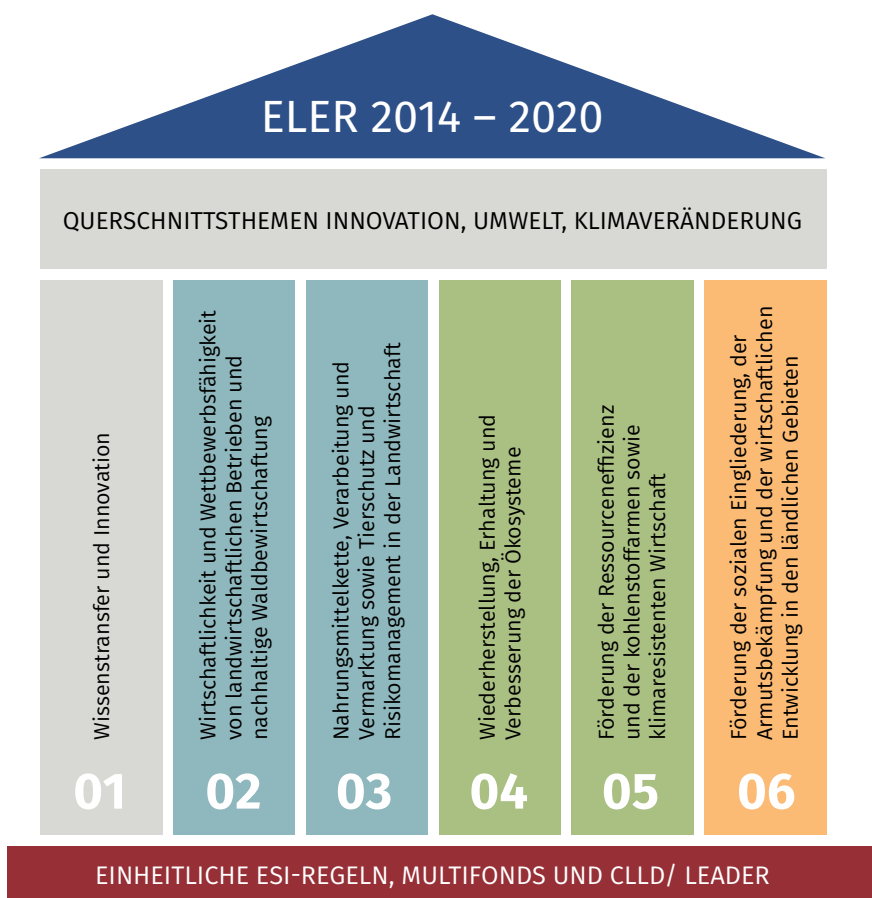 ELER 2014 – 2020
QUERSCHNITTSTHEMEN INNOVATION, UMWELT, KLIMAVERÄNDERUNG
Wissenstransfer und Innovation
01
Wirtschaftlichkeit und Wettbewerbsfähigkeit
von landwirtschaftlichen Betrieben und
nachhaltige Waldbewirtschaftung
02
Nahrungsmittelkette, Verarbeitung und
Vermarktung sowie Tierschutz und
Risikomanagement in der Landwirtschaft
03
Wiederherstellung, Erhaltung und
Verbesserung der Ökosysteme
04
Förderung der Ressourceneffizienz
und der kohlenstoffarmen sowie
klimaresistenten Wirtschaft
05
Förderung der sozialen Eingliederung, der
Armutsbekämpfung und der wirtschaftlichen
Entwicklung in den ländlichen Gebieten
06
EINHEITLICHE ESI-REGELN, MULTIFONDS UND CLLD/ LEADER